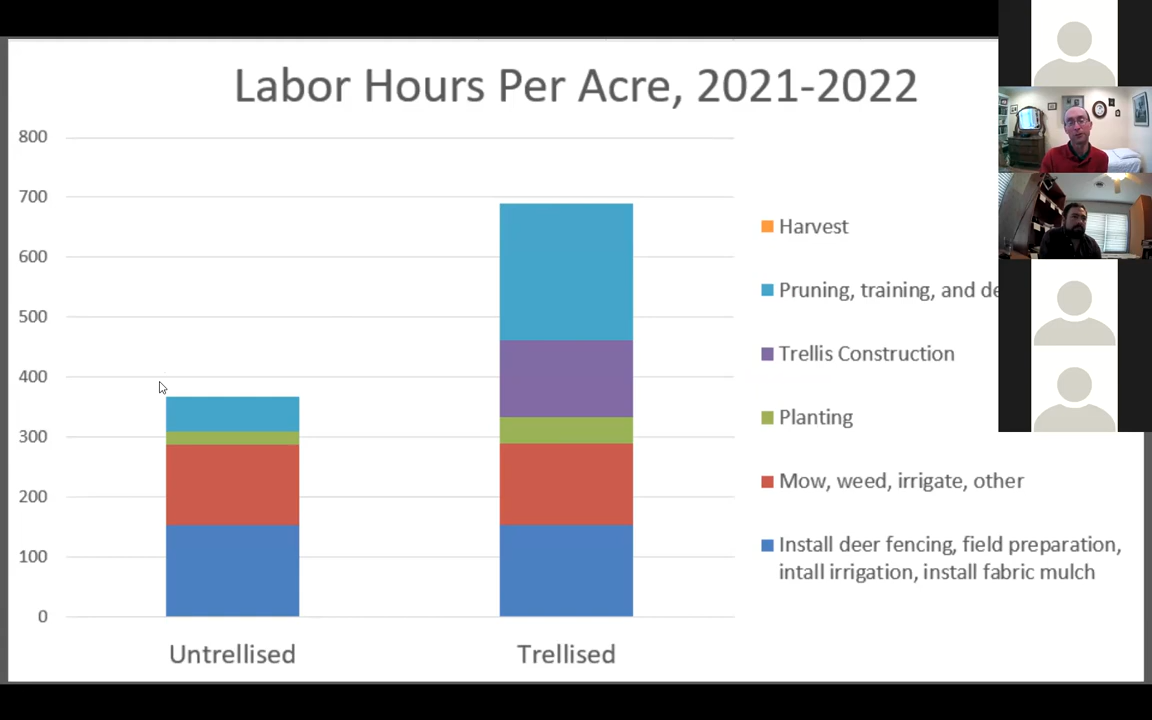 Labor Hours Per Acre, 2021-2022
800
700
600
500
400
300
200
100
0
Untrellised
Trellised
Harvest
Pruning, training, and
Trellis Construction
Planting
Mow, weed, irrigate, other
Install deer fencing, field preparation,
intall irrigation, install fabric mulch